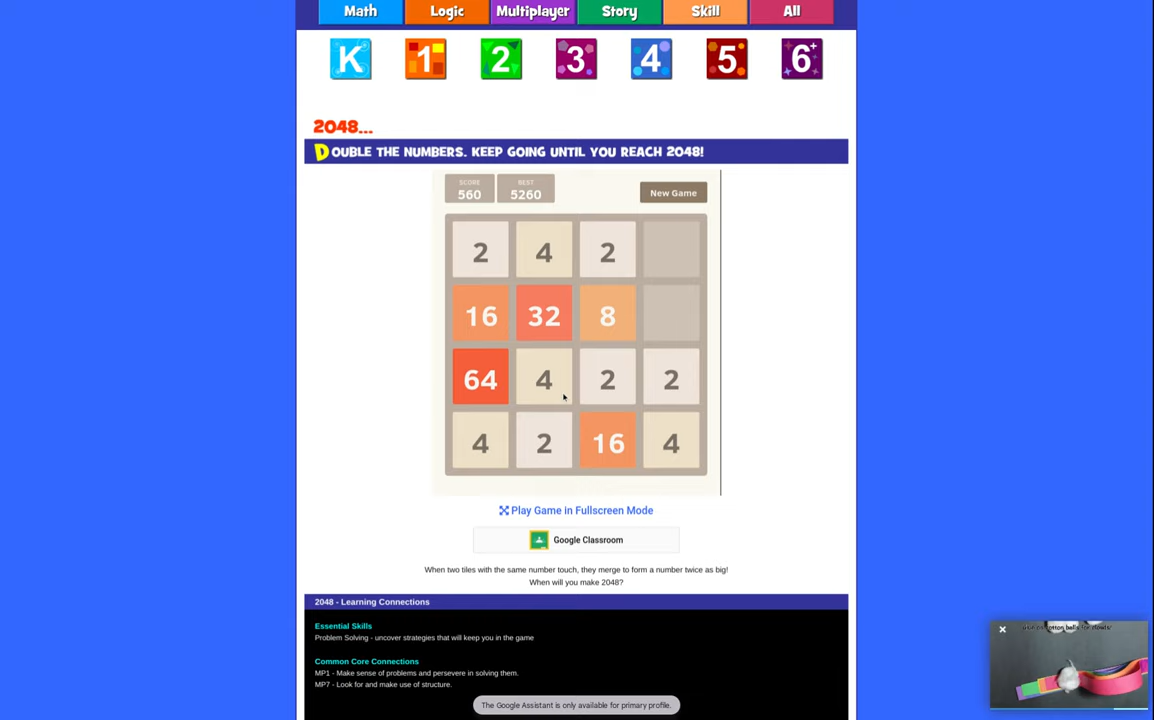 Math Logic Multiplayer Story Skill All
K 1 2 3 4 5 6+
2048...
DOUBLE THE NUMBERS. KEEP GOING UNTIL YOU REACH 2048!
SCORE BEST
560 5260 New Game
2 4 2
16 32 8
64 4 2 2
4 2 16 4
Play Game in Fullscreen Mode
Google Classroom
When two tiles with the same number touch, they merge to form a number twice as big!
When will you make 2048?
2048 - Learning Connections
Essential Skills
Problem Solving - uncover strategies that will keep you in the game
Common Core Connections
MP1 - Make sense of problems and persevere in solving them.
MP7 - Look for and make use of structure.
The Google Assistant is only available for primary profile.
cotton balls for clouds!